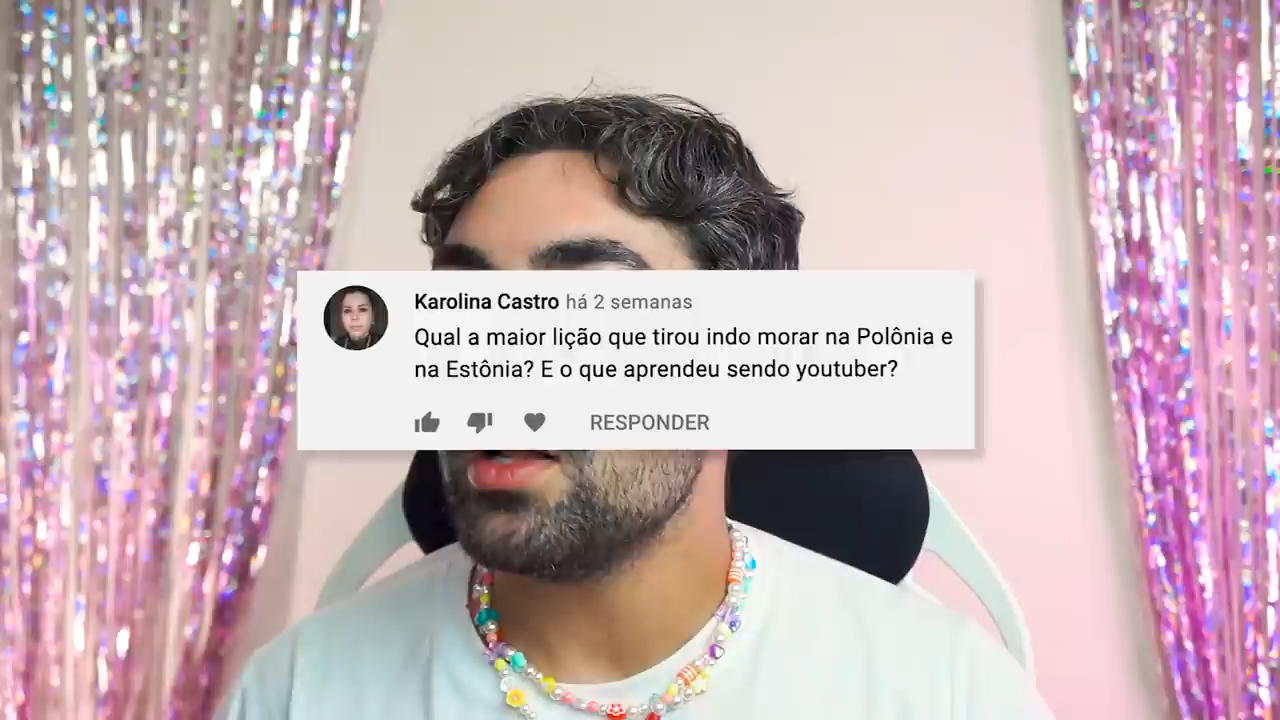 Karolina Castro há 2 semanas
Qual a maior lição que tirou indo morar na Polônia e
na Estônia? E o que aprendeu sendo youtuber?
RESPONDER